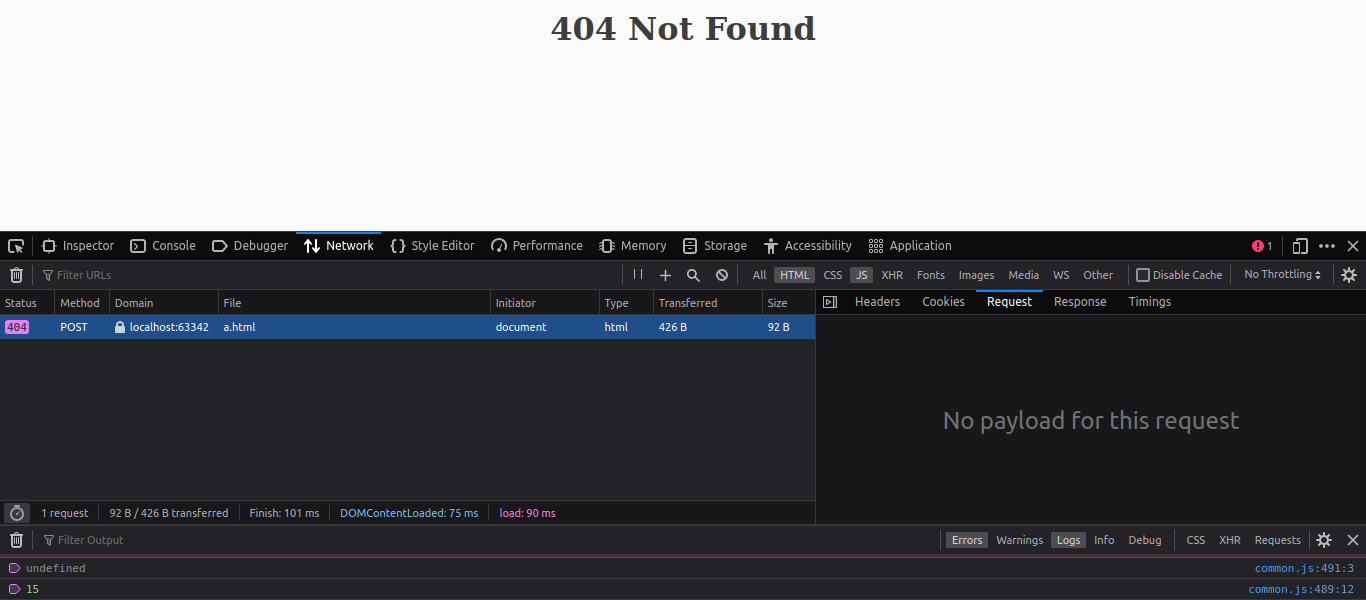 404 Not Found
Inspector Console Debugger Network Style Editor Performance Memory Storage Accessibility Application 1
Filter URLs All HTML CSS JS XHR Fonts Images Media WS Other Disable Cache No Throttling
Status Method Domain File Initiator Type Transferred Size Headers Cookies Request Response Timings
404 POST localhost:63342 a.html document html 426 B 92 B
No payload for this request
1 request 92 B / 426 B transferred Finish: 101 ms DOMContentLoaded: 75 ms load: 90 ms
Filter Output Errors Warnings Logs Info Debug CSS XHR Requests
undefined common.js:491:3
15 common.js:489:12